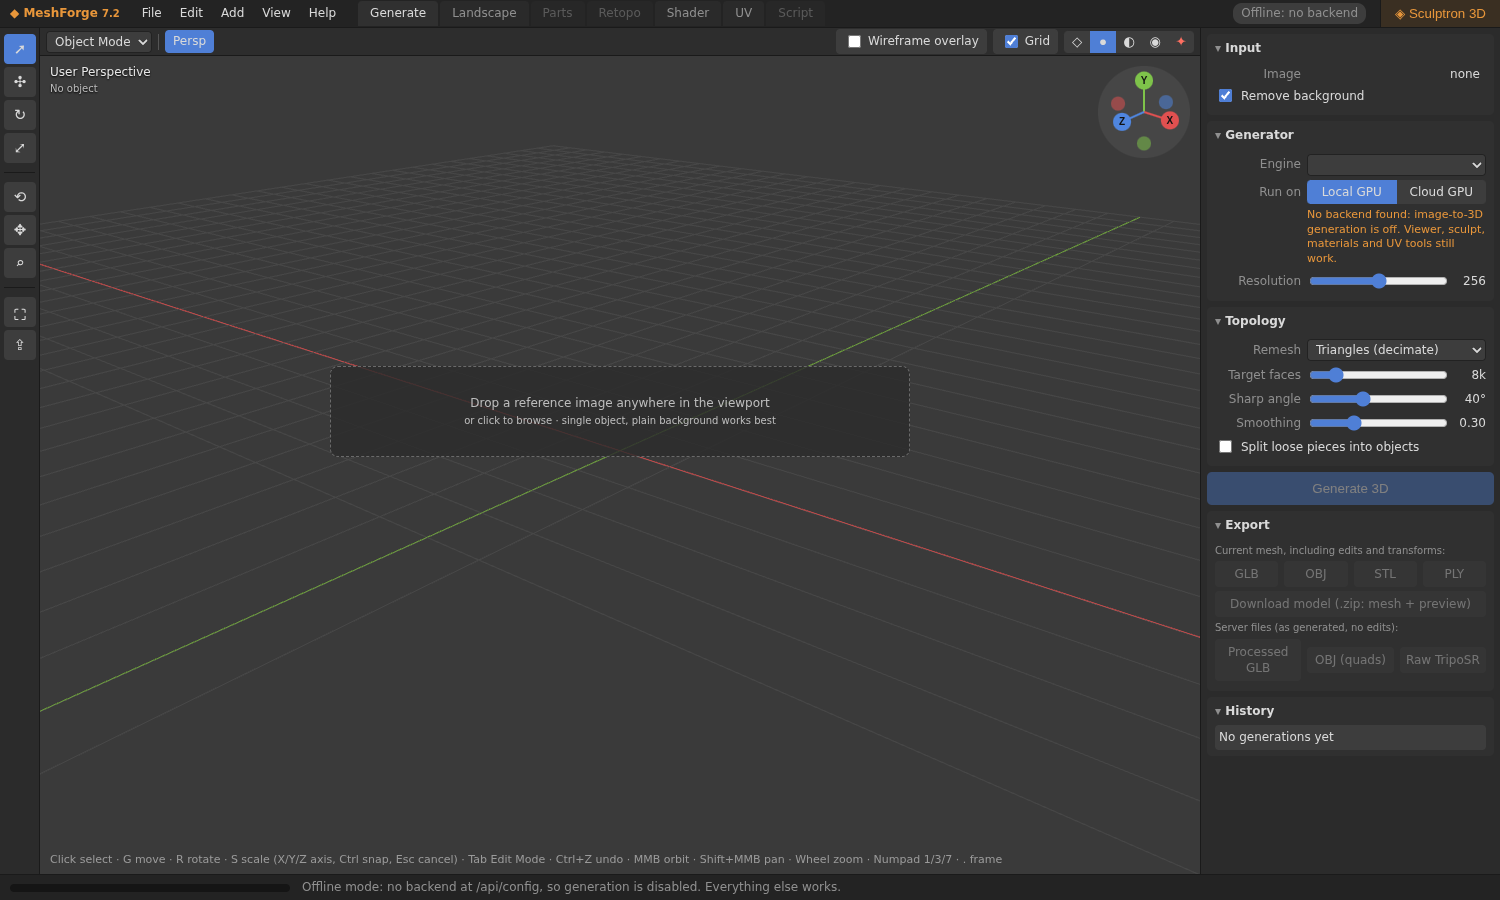 MeshForge 7.2 File Edit Add View Help Generate Landscape Parts Retopo Shader UV Script Offline: no backend Sculptron 3D
Object Mode Persp Wireframe overlay Grid
User Perspective
No object
Y
Z
X
Drop a reference image anywhere in the viewport
or click to browse · single object, plain background works best
Click select · G move · R rotate · S scale (X/Y/Z axis, Ctrl snap, Esc cancel) · Tab Edit Mode · Ctrl+Z undo · MMB orbit · Shift+MMB pan · Wheel zoom · Numpad 1/3/7 · . frame
Input
Image none
Remove background
Generator
Engine
Run on Local GPU Cloud GPU
No backend found: image-to-3D
generation is off. Viewer, sculpt,
materials and UV tools still
work.
Resolution 256
Topology
Remesh Triangles (decimate)
Target faces 8k
Sharp angle 40°
Smoothing 0.30
Split loose pieces into objects
Generate 3D
Export
Current mesh, including edits and transforms:
GLB OBJ STL PLY
Download model (.zip: mesh + preview)
Server files (as generated, no edits):
Processed
GLB
OBJ (quads)
Raw TripoSR
History
No generations yet
Offline mode: no backend at /api/config, so generation is disabled. Everything else works.